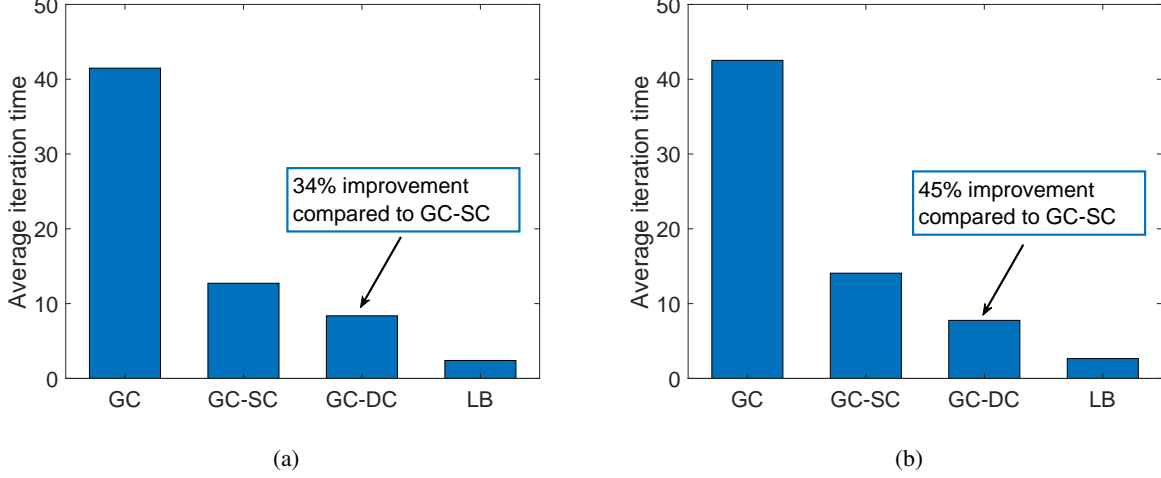 50
40
30
20
10
0
Average iteration time
34% improvement
compared to GC-SC
GC GC-SC GC-DC LB
(a)
50
40
30
20
10
0
Average iteration time
45% improvement
compared to GC-SC
GC GC-SC GC-DC LB
(b)